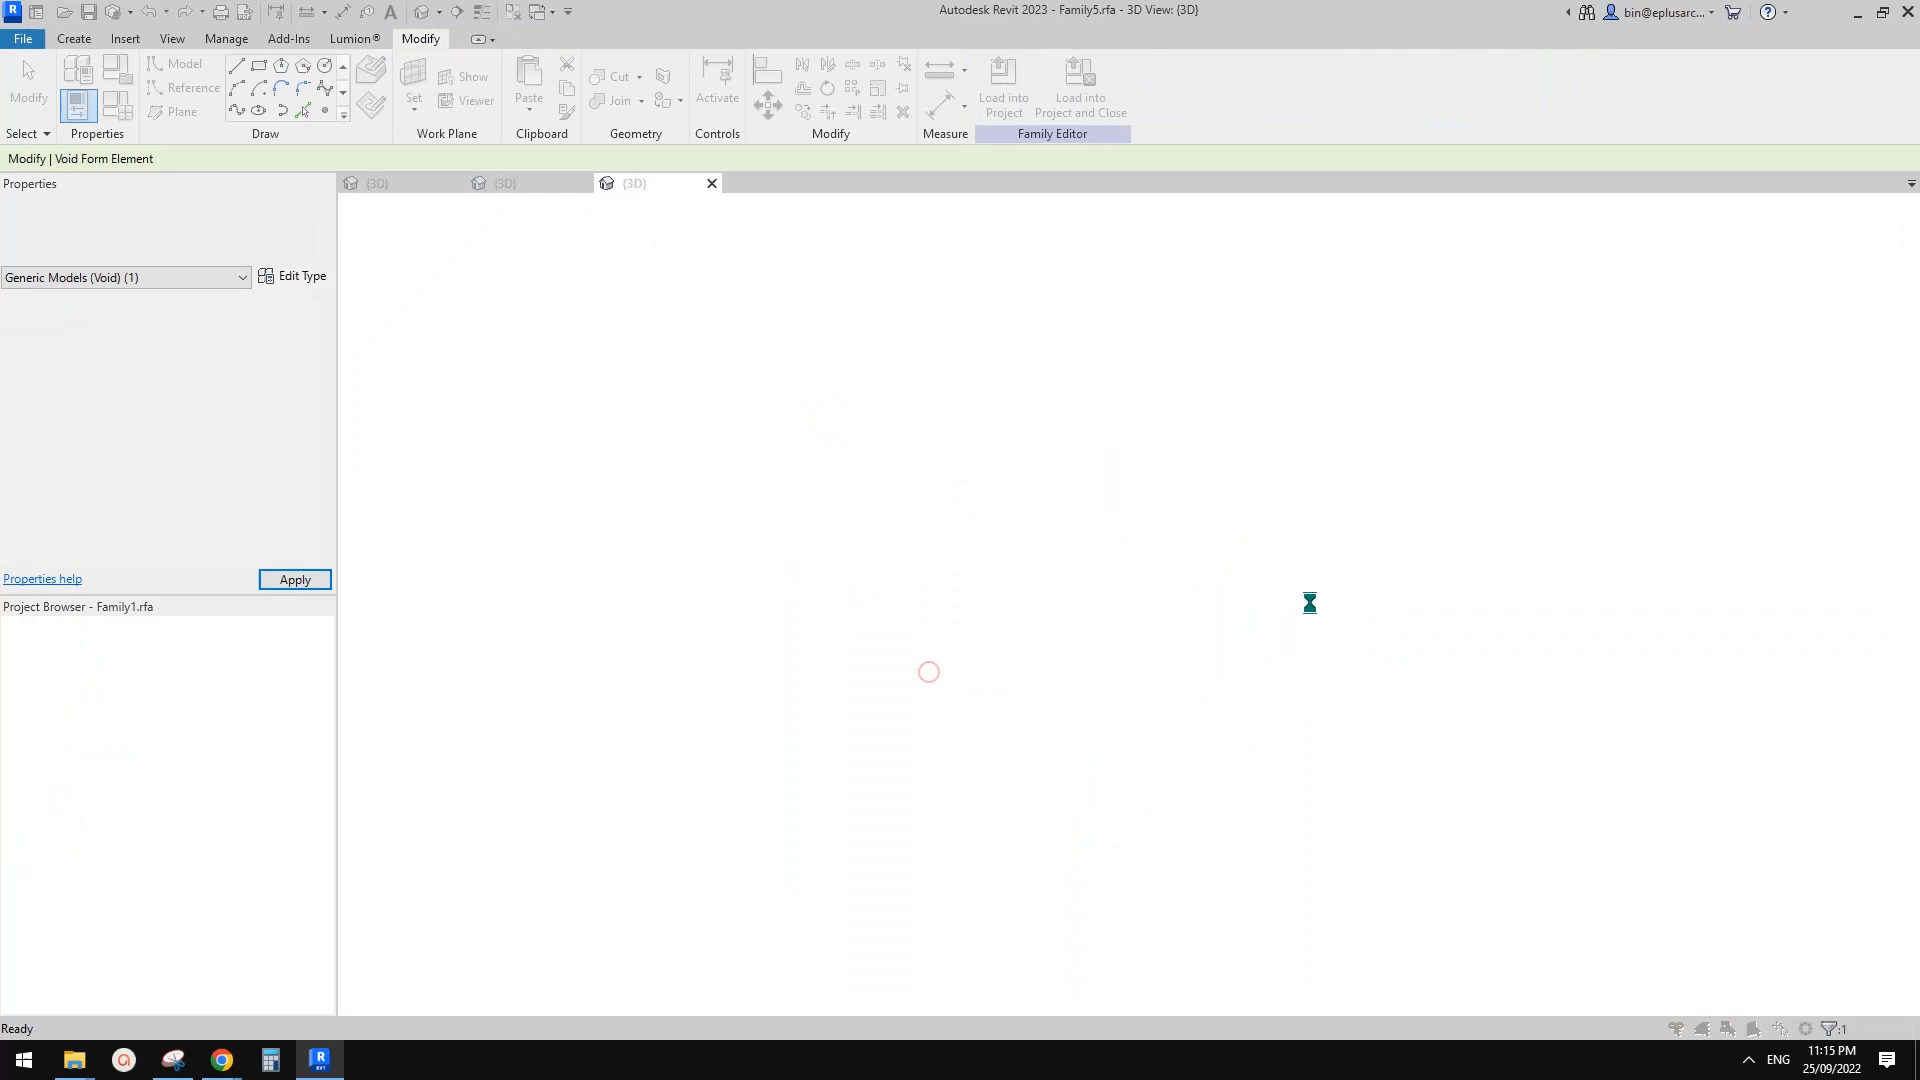 Autodesk Revit 2023 - Family5.rfa - 3D View: {3D}
bin@eplusarc...
File
Create
Insert
View
Manage
Add-Ins
Lumion®
Modify
Modify
Select
Properties
Model
Reference
Plane
Draw
Set
Show
Viewer
Work Plane
Paste
Clipboard
Cut
Join
Geometry
Activate
Controls
Modify
Measure
Load into
Project
Load into
Project and Close
Family Editor
Modify | Void Form Element
Properties
{3D}
{3D}
{3D}
Generic Models (Void) (1)
Edit Type
Properties help
Apply
Project Browser - Family1.rfa
Ready
:1
ENG
11:15 PM
25/09/2022